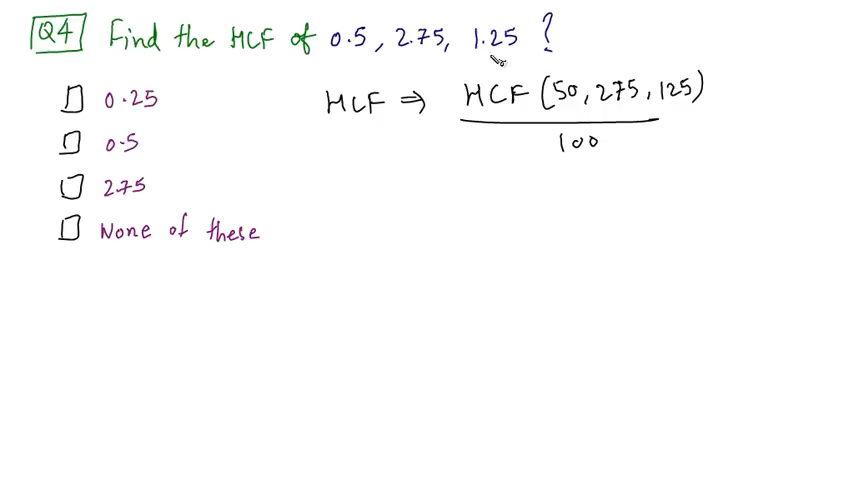 Q4 Find the HCF of 0.5, 2.75, 1.25 ?
HCF ⇒ HCF (50, 275, 125)
100
0.25
0.5
2.75
None of these